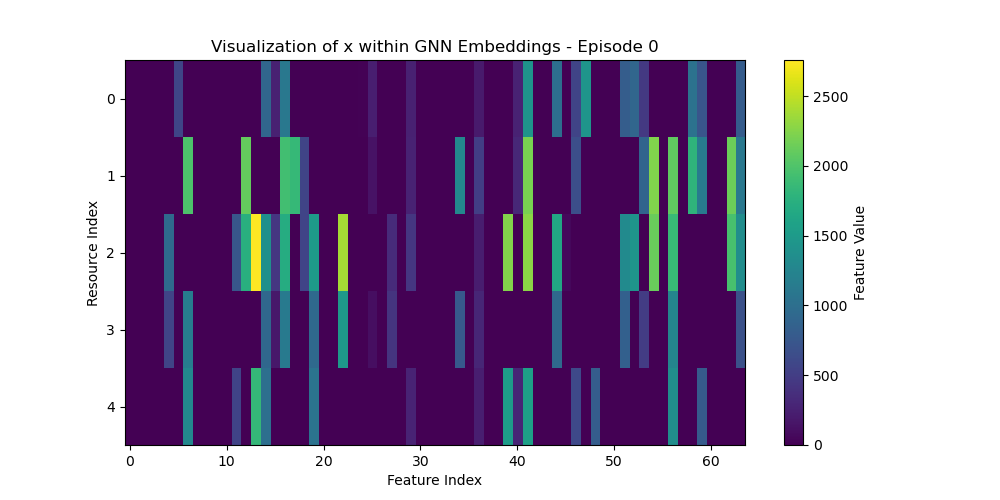 Visualization of x within GNN Embeddings - Episode 0
Resource Index
0
1
2
3
4
0 10 20 30 40 50 60
Feature Index
2500
2000
1500
1000
500
0
Feature Value